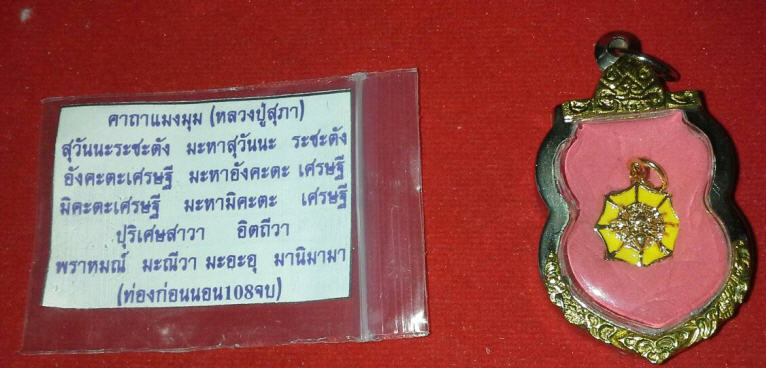 คาถาแมงมุม (หลวงปู่สุภา)
สุวันนะระชะตัง มะหาสุวันนะ ระชะตัง
อังคะตะเศรษฐี มะหาอังคะตะ เศรษฐี
มิคะตะเศรษฐี มะหามิคะตะ เศรษฐี
ปุริเศษสาวา อิตถีวา
พราหมณ์ มะณีวา มะอะอุ มานิมามา
(ท่องก่อนนอน108จบ)